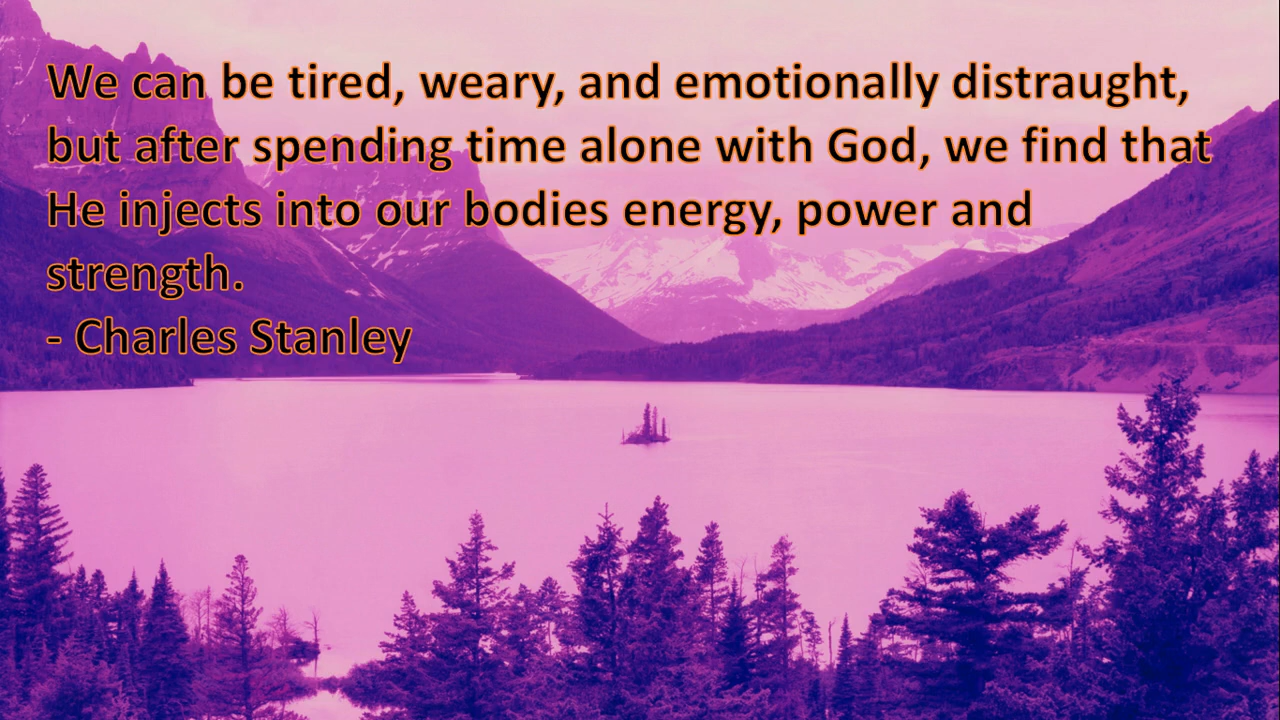 We can be tired, weary, and emotionally distraught,
but after spending time alone with God, we find that
He injects into our bodies energy, power and
strength.
- Charles Stanley